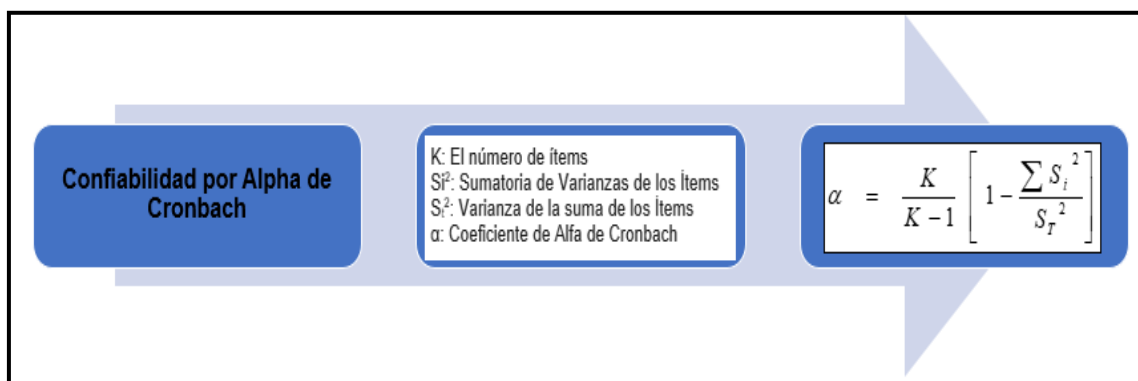 Confiabilidad por Alpha de
Cronbach
K: El número de ítems
Si²: Sumatoria de Varianzas de los Ítems
Sₜ²: Varianza de la suma de los Ítems
α: Coeficiente de Alfa de Cronbach
α = K / (K − 1) [1 − ∑ Sᵢ² / S_T²]